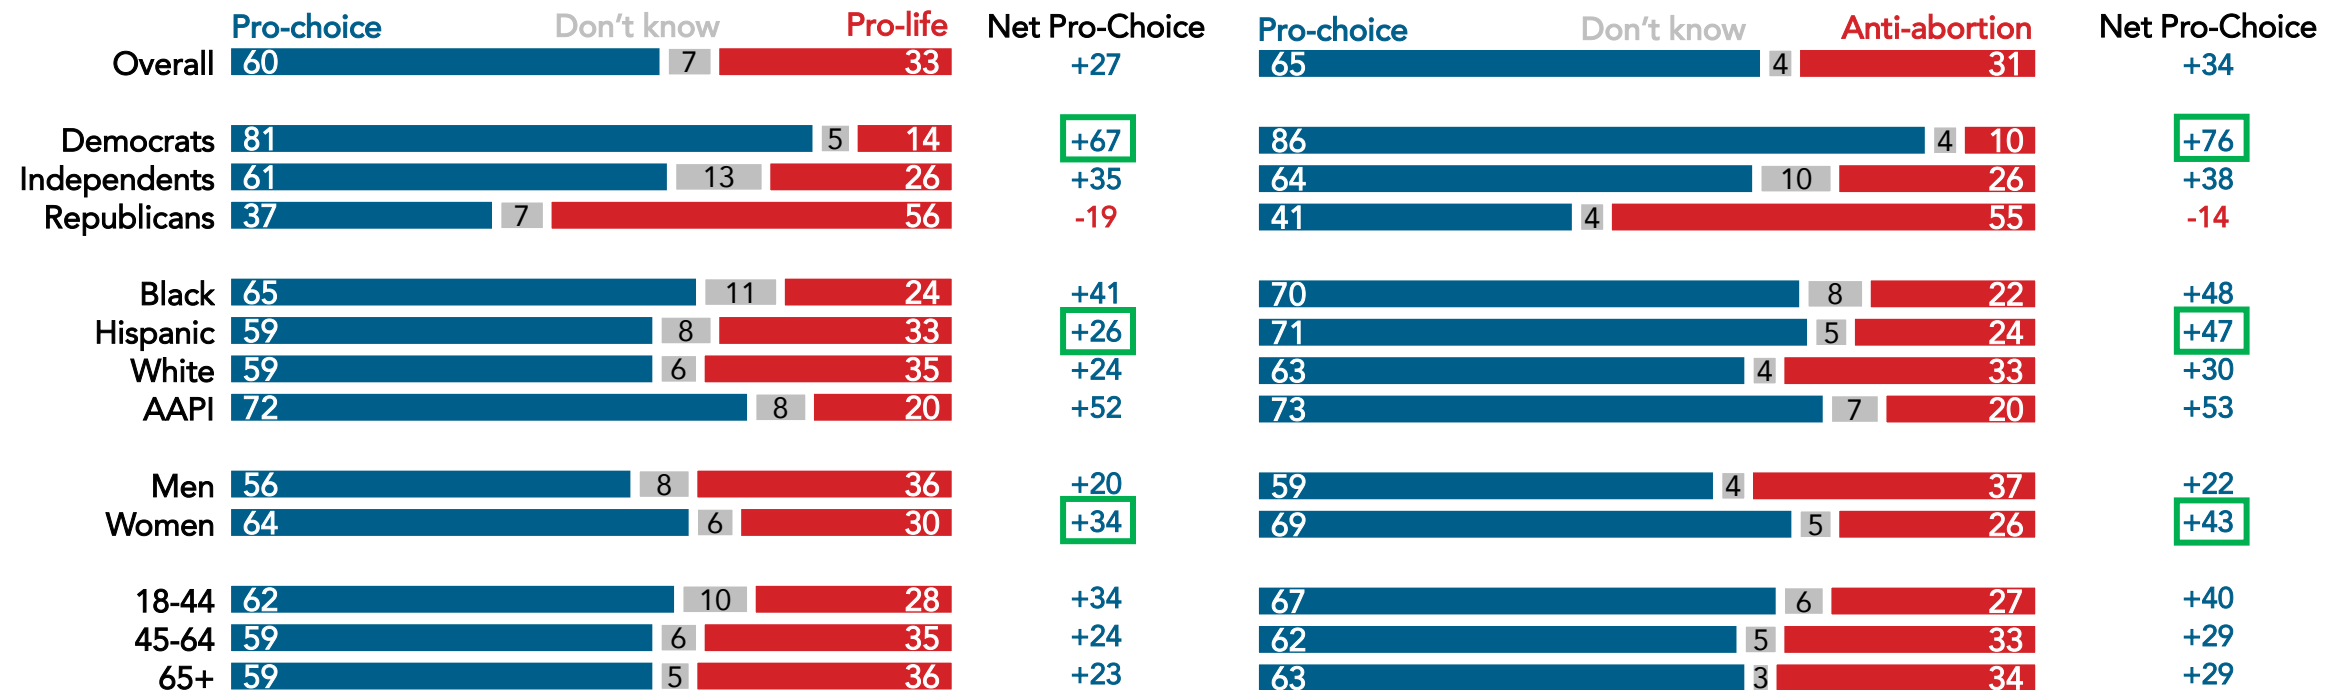 Pro-choice Don't know Pro-life Net Pro-Choice Pro-choice Don't know Anti-abortion Net Pro-Choice
Overall 60 7 33 +27 65 4 31 +34
Democrats 81 5 14 +67 86 4 10 +76
Independents 61 13 26 +35 64 10 26 +38
Republicans 37 7 56 -19 41 4 55 -14
Black 65 11 24 +41 70 8 22 +48
Hispanic 59 8 33 +26 71 5 24 +47
White 59 6 35 +24 63 4 33 +30
AAPI 72 8 20 +52 73 7 20 +53
Men 56 8 36 +20 59 4 37 +22
Women 64 6 30 +34 69 5 26 +43
18-44 62 10 28 +34 67 6 27 +40
45-64 59 6 35 +24 62 5 33 +29
65+ 59 5 36 +23 63 3 34 +29